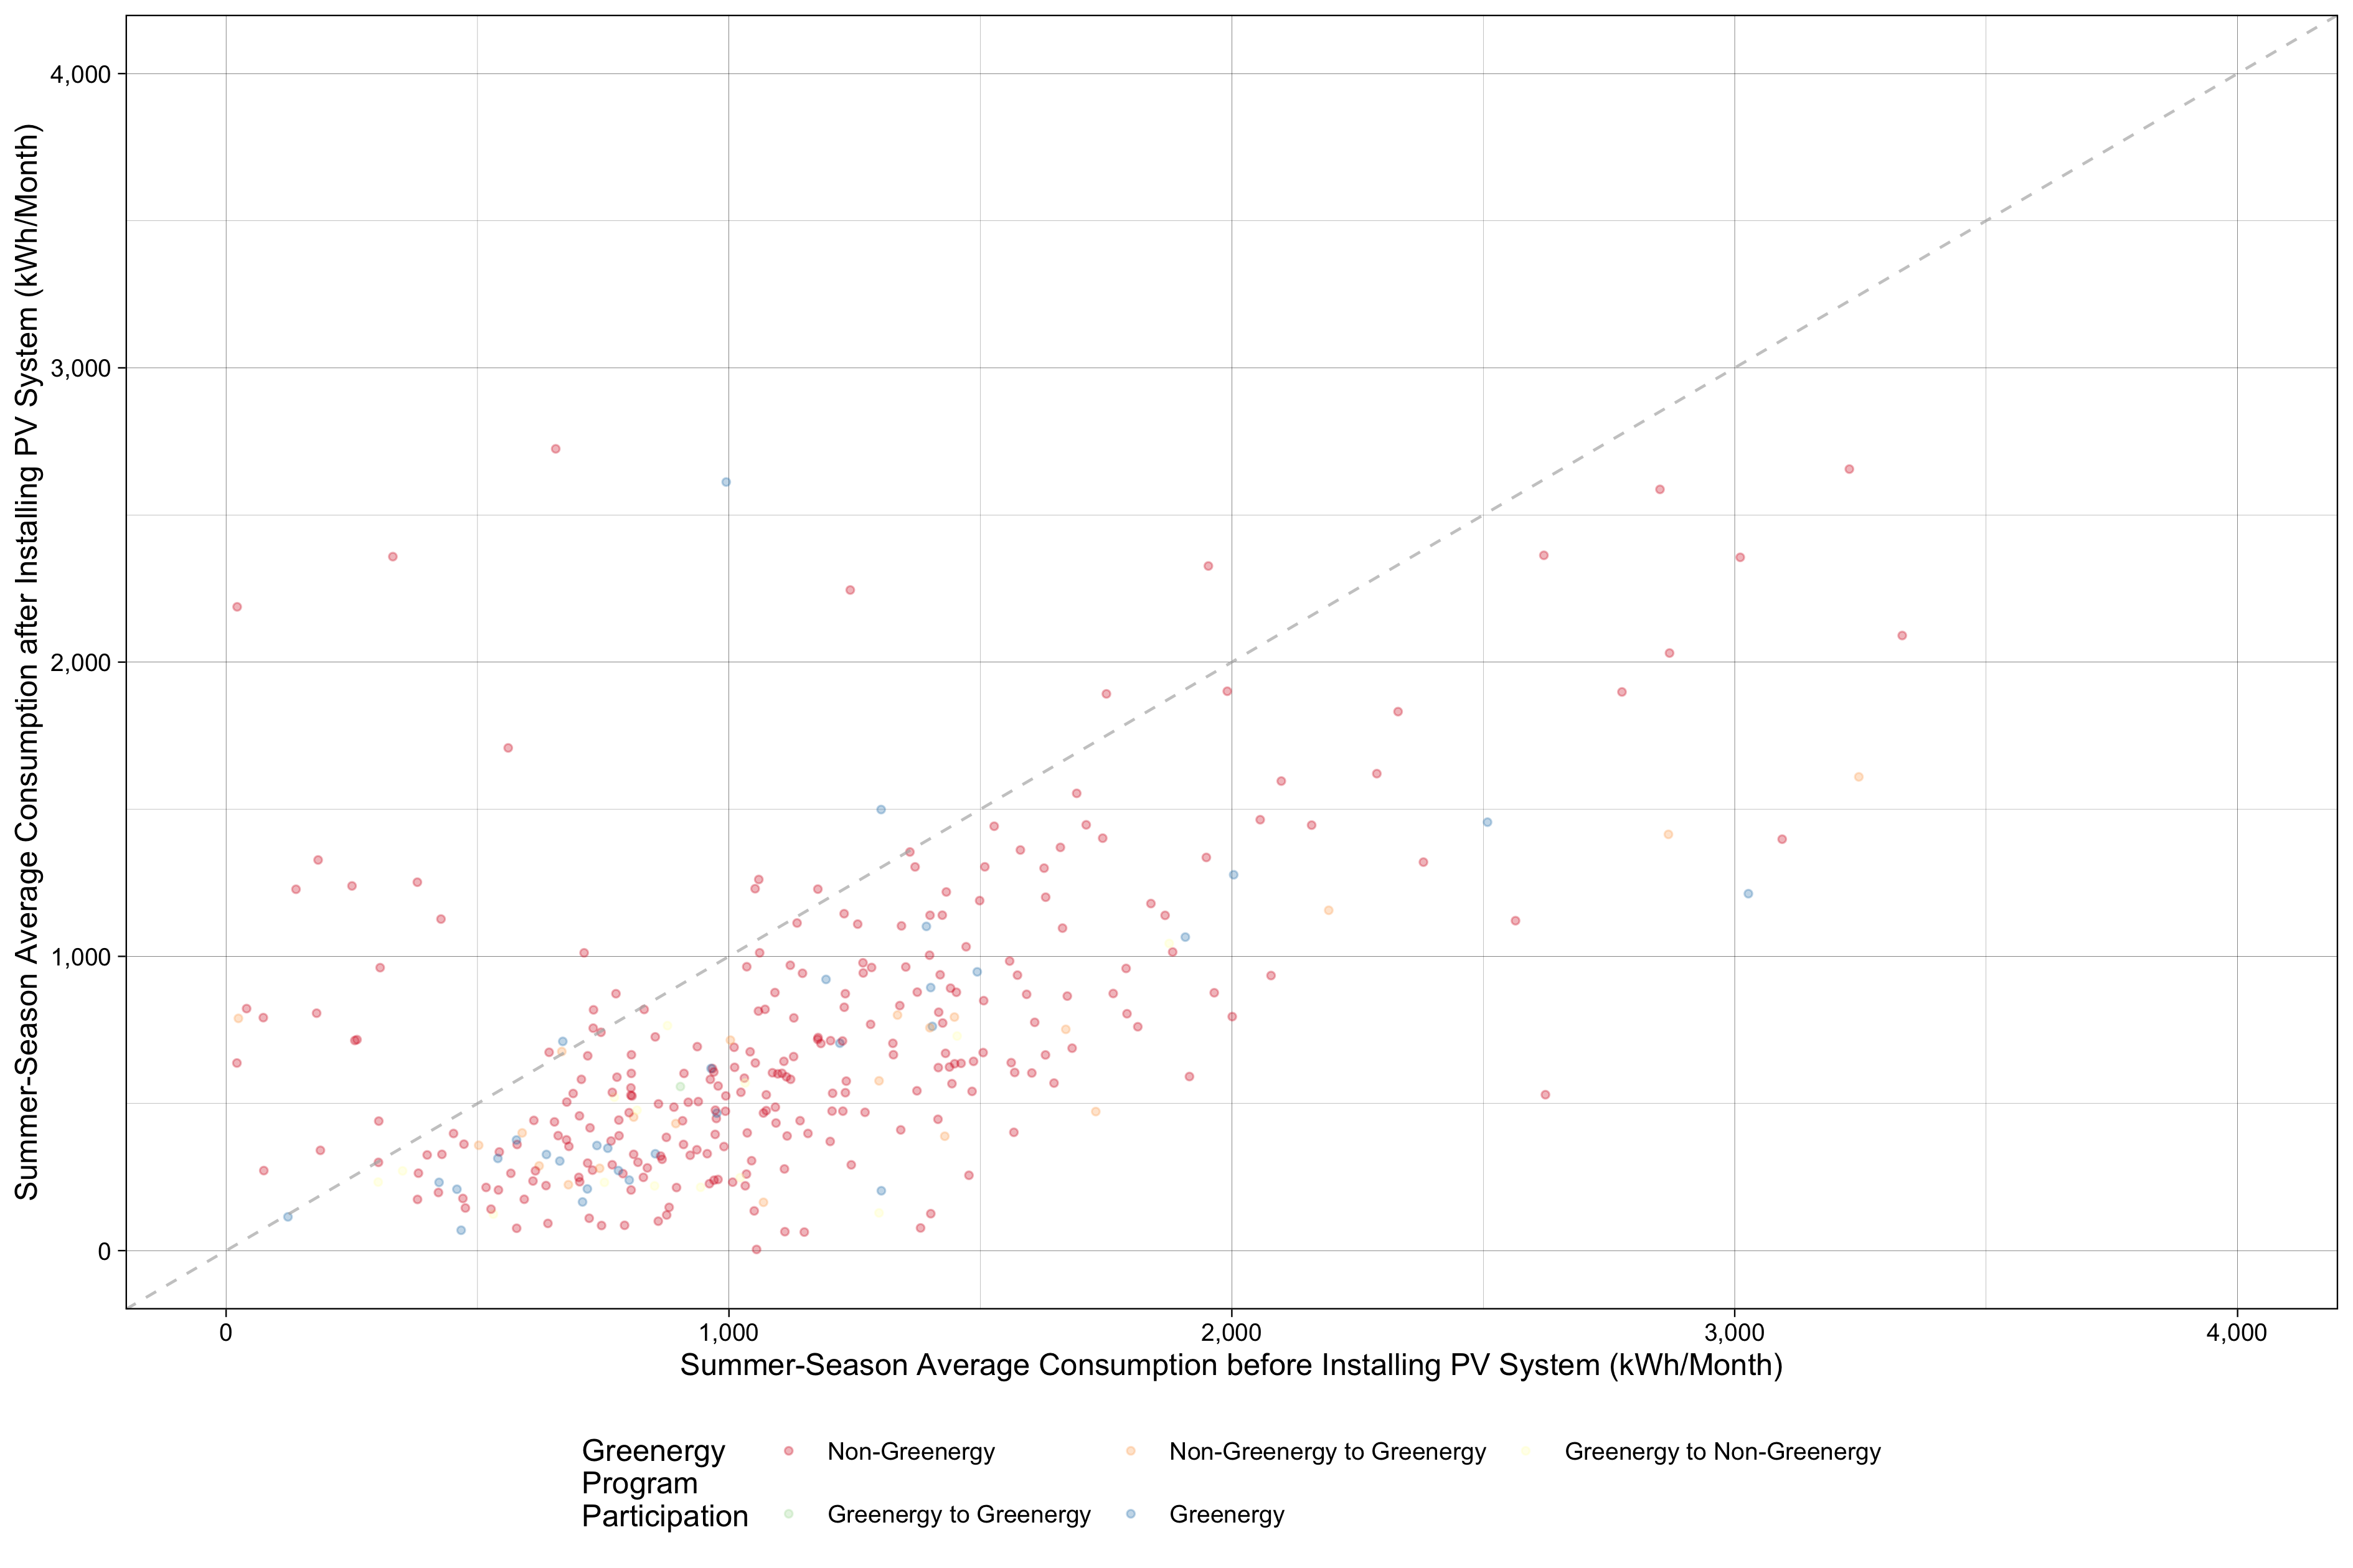 Summer-Season Average Consumption after Installing PV System (kWh/Month)
4,000
3,000
2,000
1,000
0
0 1,000 2,000 3,000 4,000
Summer-Season Average Consumption before Installing PV System (kWh/Month)
Greenergy
Program
Participation
Non-Greenergy Non-Greenergy to Greenergy Greenergy to Non-Greenergy
Greenergy to Greenergy Greenergy